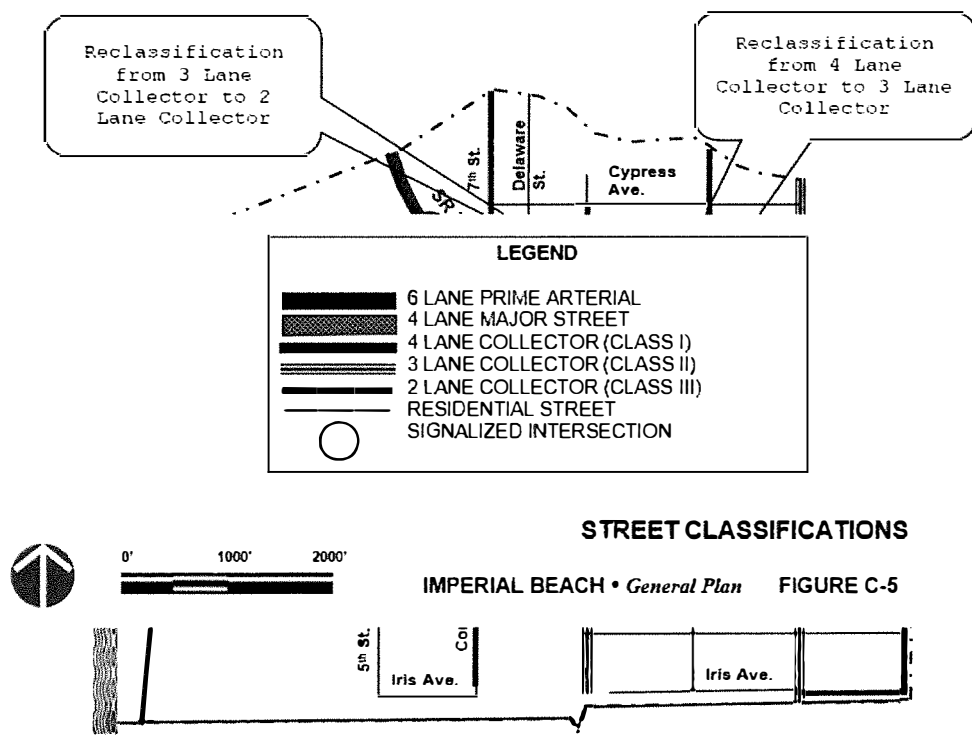 Reclassification
from 3 Lane
Collector to 2
Lane Collector
Reclassification
from 4 Lane
Collector to 3 Lane
Collector
7th St.
Delaware
St.
Cypress
Ave.
SR
LEGEND
6 LANE PRIME ARTERIAL
4 LANE MAJOR STREET
4 LANE COLLECTOR (CLASS I)
3 LANE COLLECTOR (CLASS II)
2 LANE COLLECTOR (CLASS III)
RESIDENTIAL STREET
SIGNALIZED INTERSECTION
STREET CLASSIFICATIONS
0' 1000' 2000'
IMPERIAL BEACH • General Plan FIGURE C-5
5th St.
Col
Iris Ave.
Iris Ave.